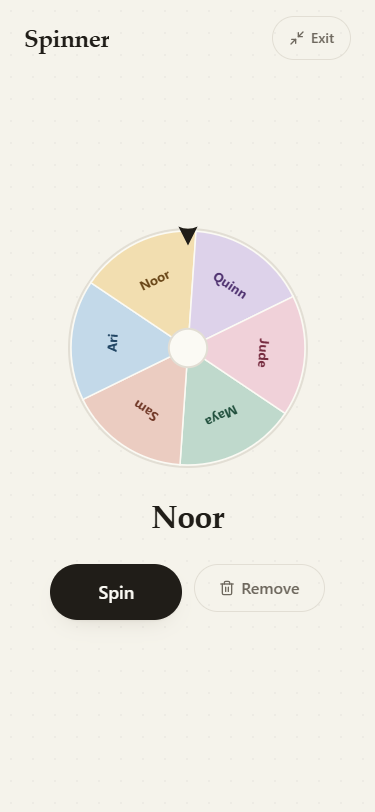 Spinner
Exit
Noor
Quinn
Ari
Jude
Sam
Maya
Noor
Spin
Remove